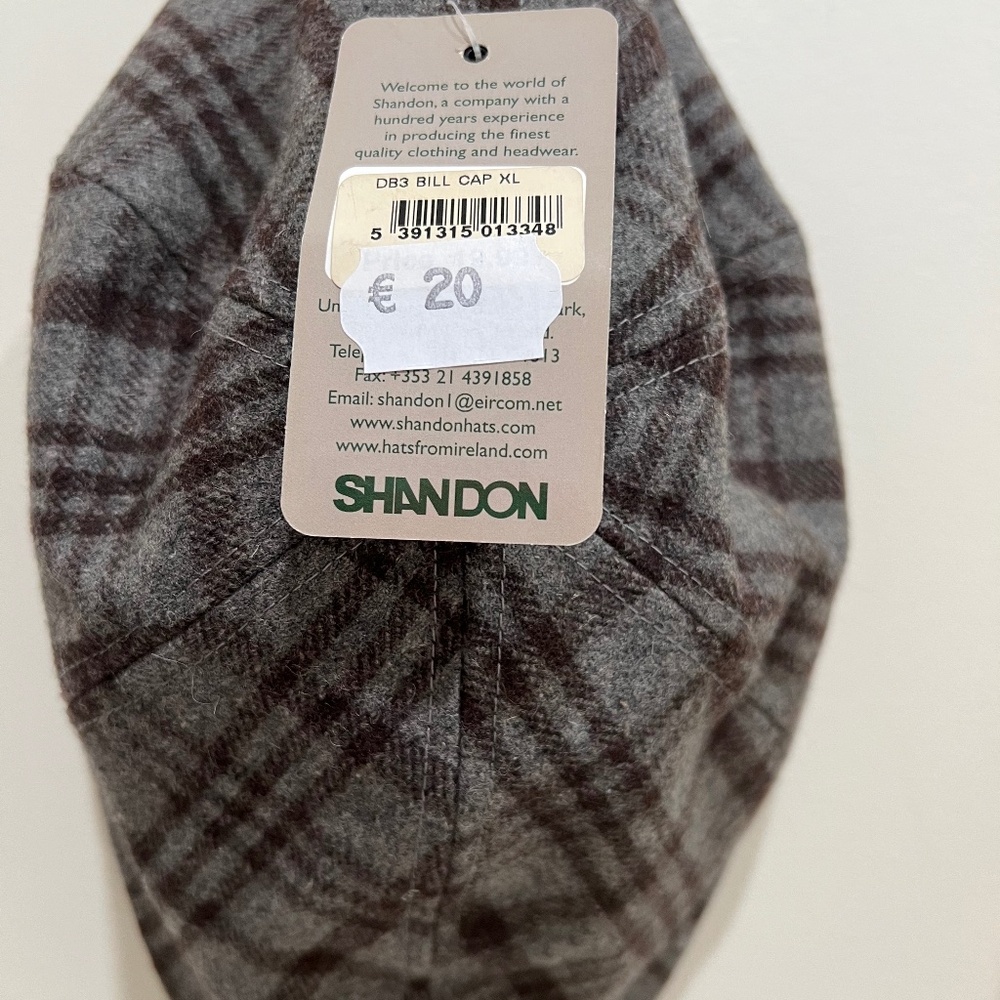 Welcome to the world of
Shandon, a company with a
hundred years experience
in producing the finest
quality clothing and headwear.
DB3 BILL CAP XL
5 391315 013348
€ 20
Fax: +353 21 4391858
Email: shandon1@eircom.net
www.shandonhats.com
www.hatsfromireland.com
SHANDON